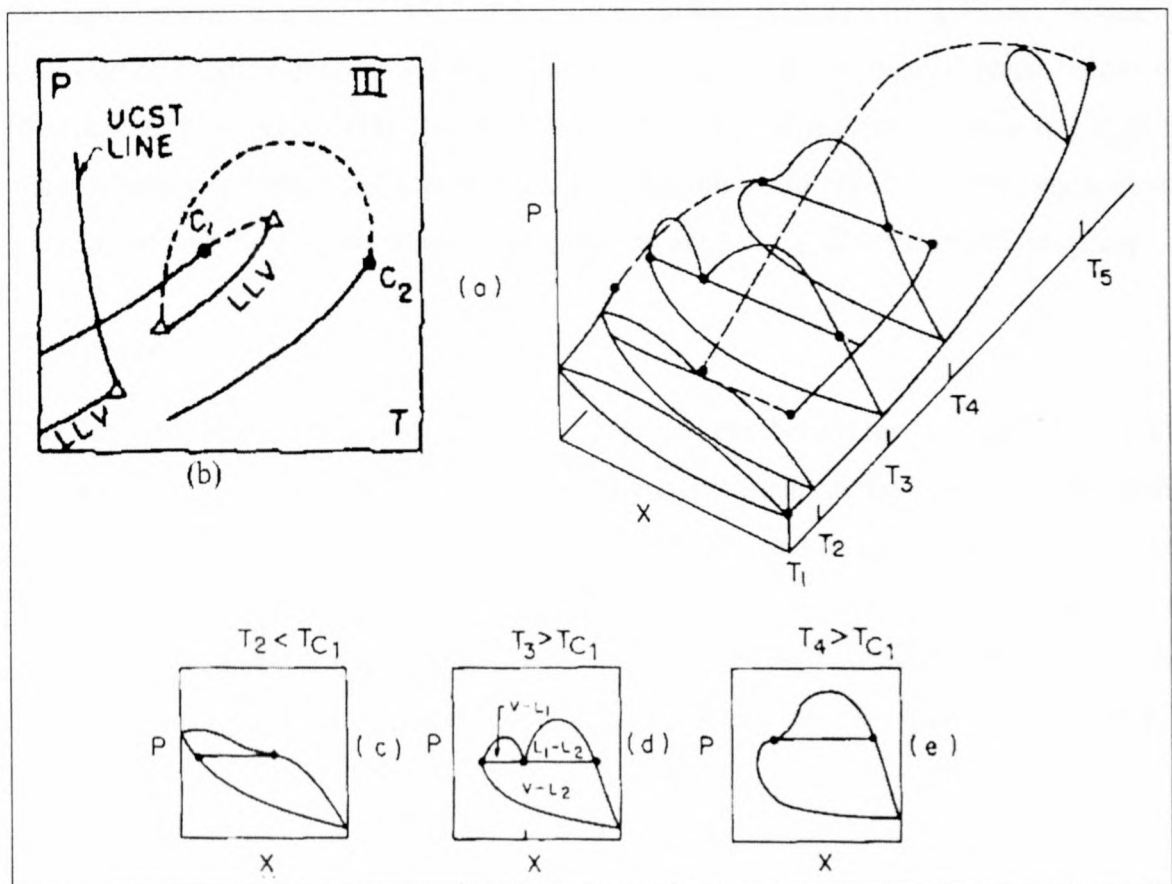 P
III
UCST
LINE
C1
LLV
C2
LLV
T
(b)
(a)
P
X
T1
T2
T3
T4
T5
T2 < TC1
T3 > TC1
T4 > TC1
P
(c)
X
P
V-L1
L1-L2
V-L2
(d)
X
P
(e)
X